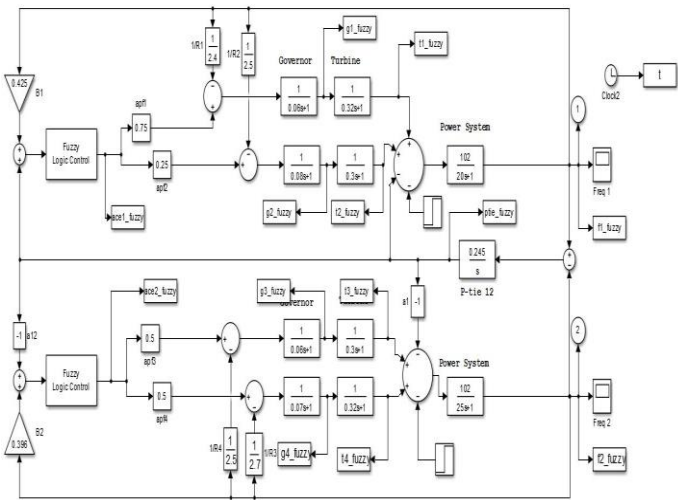 1/R1
1
2.4
1/R2
1
2.5
g1_fuzzy
Governor
Turbine
t1_fuzzy
0.425
B1
apf1
0.75
1
0.06s+1
1
0.32s+1
Clock2
t
1
Fuzzy
Logic Control
Power System
0.25
apf2
1
0.08s+1
1
0.3s+1
102
20s+1
Freq 1
ace1_fuzzy
g2_fuzzy
t2_fuzzy
ptie_fuzzy
f1_fuzzy
0.245
s
P-tie 12
ace2_fuzzy
g3_fuzzy
t3_fuzzy
a1
-1
-1
a12
0.5
apf3
1
0.06s+1
1
0.3s+1
2
Fuzzy
Logic Control
Power System
0.5
apf4
1
0.07s+1
1
0.32s+1
102
25s+1
Freq 2
B2
0.396
1/R4
1
2.5
1
2.7
1/R3
g4_fuzzy
t4_fuzzy
f2_fuzzy